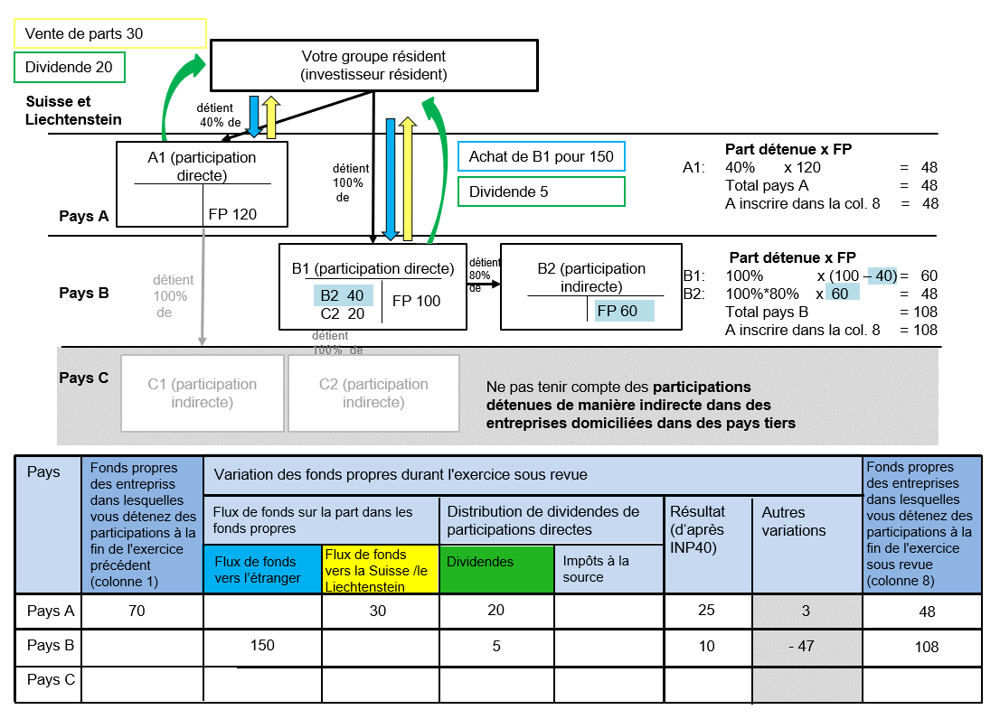 Vente de parts 30
Dividende 20
Votre groupe résident
(investisseur résident)
Suisse et
Liechtenstein
détient
40% de
A1 (participation
directe)
FP 120
Pays A
détient
100%
de
Achat de B1 pour 150
Dividende 5
Part détenue x FP
A1: 40% x 120 = 48
Total pays A = 48
A inscrire dans la col. 8 = 48
détient
100%
de
Pays B
B1 (participation directe)
B2 40
C2 20
FP 100
détient
80%
de
B2 (participation
indirecte)
FP 60
Part détenue x FP
B1: 100% x (100 – 40) = 60
B2: 100%*80% x 60 = 48
Total pays B = 108
A inscrire dans la col. 8 = 108
détient
100% de
Pays C
C1 (participation
indirecte)
C2 (participation
indirecte)
Ne pas tenir compte des participations
détenues de manière indirecte dans des
entreprises domiciliées dans des pays tiers
Pays
Fonds propres
des entrepriss
dans lesquelles
vous détenez des
participations à la
fin de l'exercice
précédent
(colonne 1)
Variation des fonds propres durant l'exercice sous revue
Flux de fonds sur la part dans les
fonds propres
Flux de fonds
vers l'étranger
Flux de fonds
vers la Suisse /le
Liechtenstein
Distribution de dividendes de
participations directes
Dividendes
Impôts à la
source
Résultat
(d'après
INP40)
Autres
variations
Fonds propres
des entreprises
dans lesquelles
vous détenez des
participations à la
fin de l'exercice
sous revue
(colonne 8)
Pays A 70 30 20 25 3 48
Pays B 150 5 10 - 47 108
Pays C